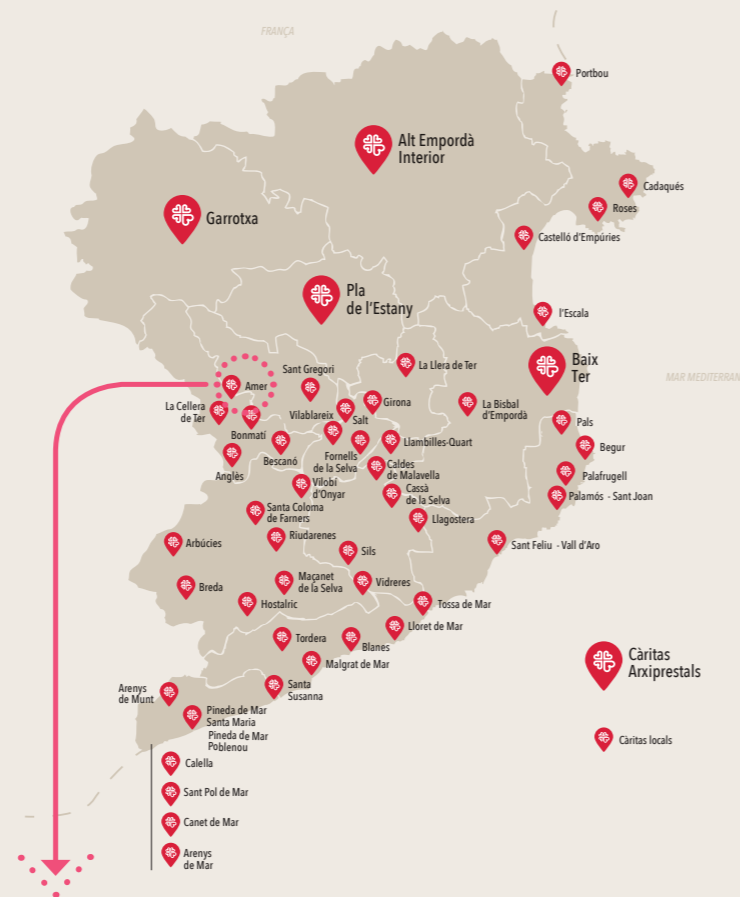 FRANÇA
Portbou
Alt Empordà
Interior
Cadaqués
Roses
Garrotxa
Castelló d'Empúries
Pla
de l'Estany
l'Escala
Baix
Ter
MAR MEDITERRAN
Sant Gregori
La Llera de Ter
Amer
La Cellera
de Ter
Bonmatí
Vilablareix
Salt
Girona
La Bisbal
d'Empordà
Pals
Bescanó
Fornells
de la Selva
Llambilles-Quart
Begur
Anglès
Caldes
de Malavella
Palafrugell
Vilobí
d'Onyar
Cassà
de la Selva
Palamós - Sant Joan
Santa Coloma
de Farners
Llagostera
Riudarenes
Arbúcies
Sils
Sant Feliu - Vall d'Aro
Breda
Maçanet
de la Selva
Vidreres
Hostalric
Tossa de Mar
Lloret de Mar
Tordera
Blanes
Malgrat de Mar
Càritas
Arxiprestals
Santa
Susanna
Arenys
de Munt
Pineda de Mar
Santa Maria
Pineda de Mar
Poblenou
Càritas locals
Calella
Sant Pol de Mar
Canet de Mar
Arenys
de Mar